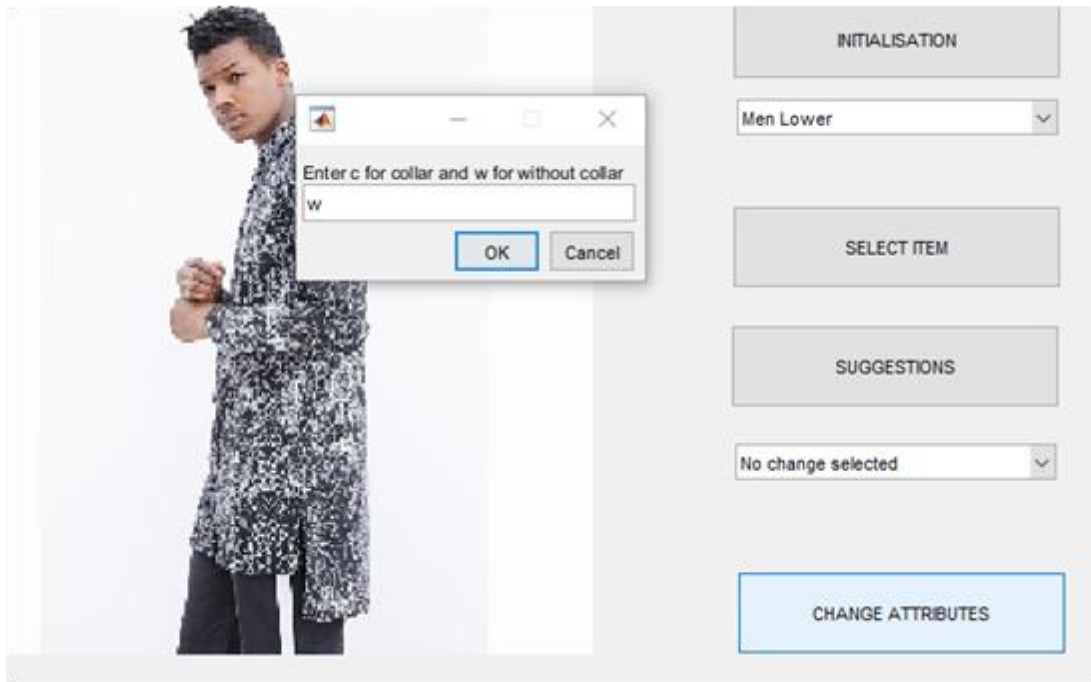 INITIALISATION
Men Lower
Enter c for collar and w for without collar
w
OK Cancel
SELECT ITEM
SUGGESTIONS
No change selected
CHANGE ATTRIBUTES